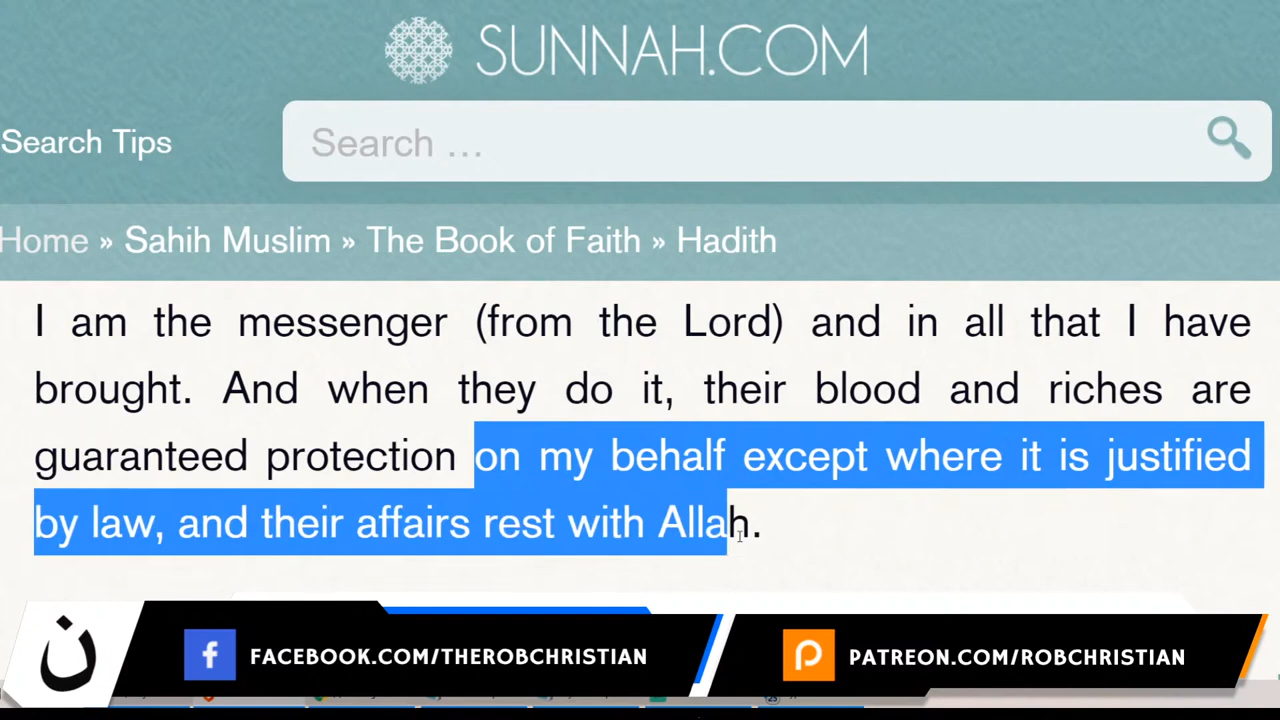 SUNNAH.COM
Search Tips
Search ...
Home » Sahih Muslim » The Book of Faith » Hadith
I am the messenger (from the Lord) and in all that I have
brought. And when they do it, their blood and riches are
guaranteed protection on my behalf except where it is justified
by law, and their affairs rest with Allah.
ن
f FACEBOOK.COM/THEROBCHRISTIAN
PATREON.COM/ROBCHRISTIAN